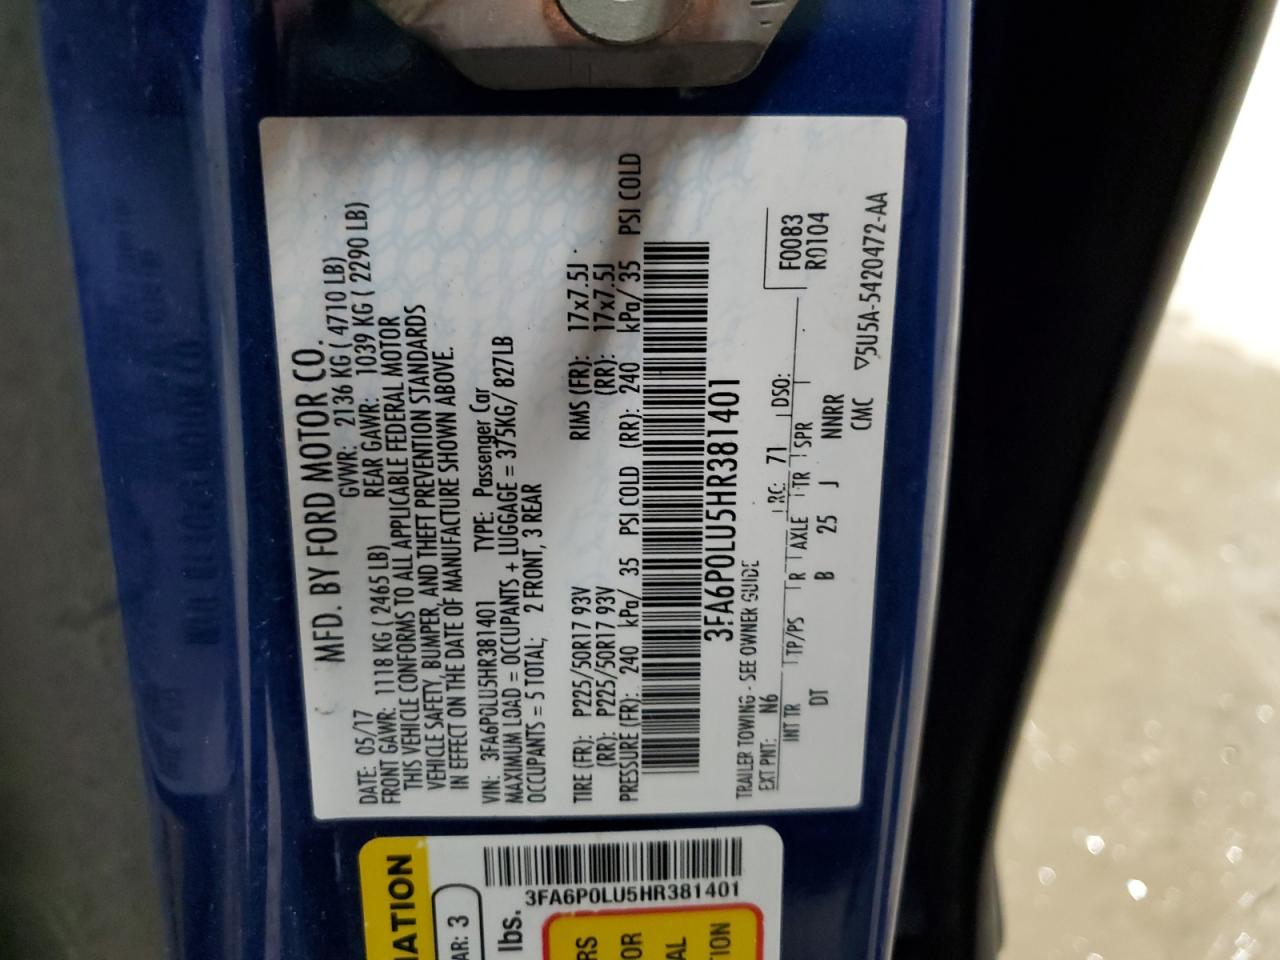 MFD. BY FORD MOTOR CO.
DATE: 05/17 GVWR: 2136 KG ( 4710 LB)
FRONT GAWR: 1118 KG ( 2465 LB) REAR GAWR: 1039 KG ( 2290 LB)
THIS VEHICLE CONFORMS TO ALL APPLICABLE FEDERAL MOTOR
VEHICLE SAFETY, BUMPER, AND THEFT PREVENTION STANDARDS
IN EFFECT ON THE DATE OF MANUFACTURE SHOWN ABOVE.
VIN: 3FA6P0LU5HR381401 TYPE: Passenger Car
MAXIMUM LOAD = OCCUPANTS + LUGGAGE = 375KG/ 827LB
OCCUPANTS = 5 TOTAL; 2 FRONT, 3 REAR
TIRE (FR): P225/50R17 93V RIMS (FR): 17x7.5J
(RR): P225/50R17 93V (RR): 17x7.5J
PRESSURE (FR): 240 kPa/ 35 PSI COLD (RR): 240 kPa/ 35 PSI COLD
3FA6P0LU5HR381401
TRAILER TOWING - SEE OWNER GUIDE
EXT PNT: N6 RC: 71 DSO: F0083
INT TR TP/PS R AXLE TR SPR R0104
DT B 25 J NNRR
CMC ▽5U5A-5420472-AA
3FA6P0LU5HR381401
AR: 3
lbs.